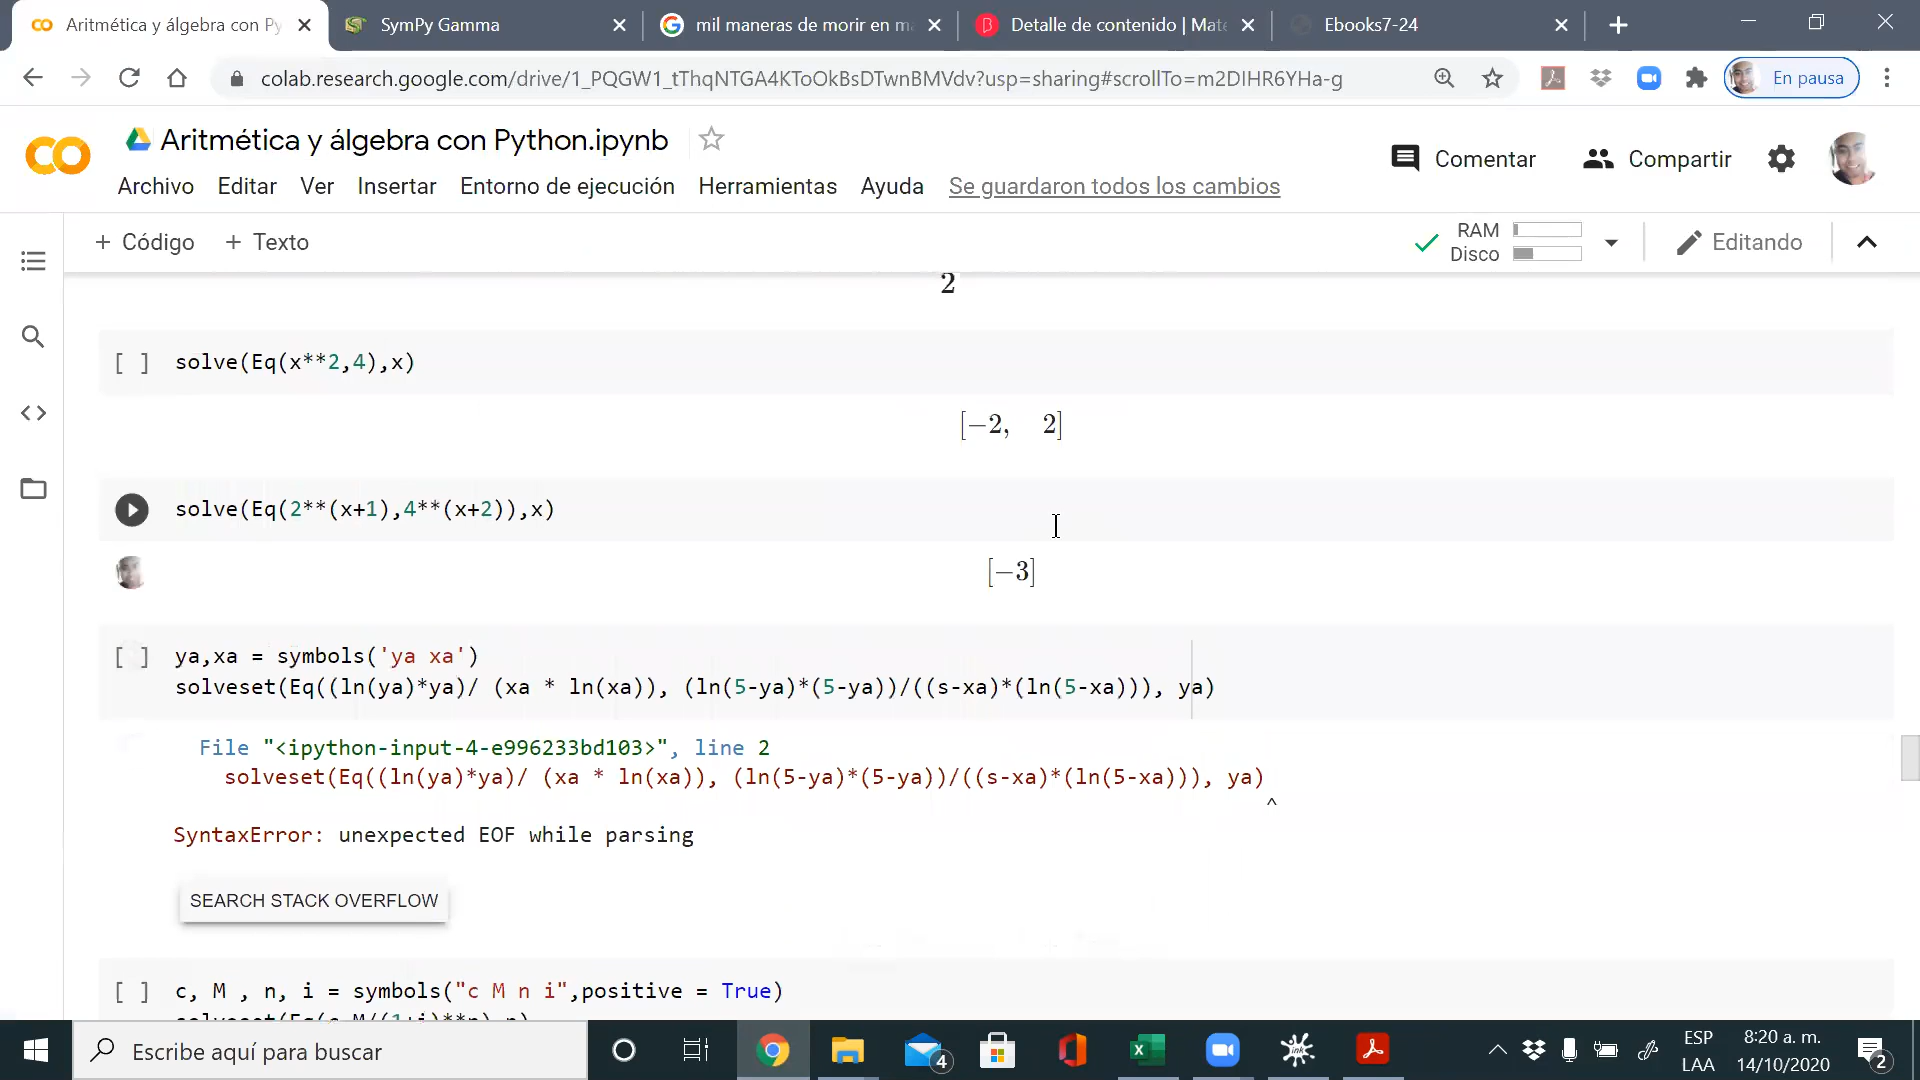 Aritmética y álgebra con Py
SymPy Gamma
mil maneras de morir en m
Detalle de contenido | Mate
Ebooks7-24
colab.research.google.com/drive/1_PQGW1_tThqNTGA4KToOkBsDTwnBMVdv?usp=sharing#scrollTo=m2DIHR6YHa-g
En pausa
Aritmética y álgebra con Python.ipynb
Comentar
Compartir
Archivo Editar Ver Insertar Entorno de ejecución Herramientas Ayuda Se guardaron todos los cambios
+ Código + Texto
RAM
Disco
Editando
2
[ ] solve(Eq(x**2,4),x)
[−2, 2]
solve(Eq(2**(x+1),4**(x+2)),x)
[−3]
[ ] ya,xa = symbols('ya xa')
solveset(Eq((ln(ya)*ya)/ (xa * ln(xa)), (ln(5-ya)*(5-ya))/((s-xa)*(ln(5-xa))), ya)
File "<ipython-input-4-e996233bd103>", line 2
solveset(Eq((ln(ya)*ya)/ (xa * ln(xa)), (ln(5-ya)*(5-ya))/((s-xa)*(ln(5-xa))), ya)
^
SyntaxError: unexpected EOF while parsing
SEARCH STACK OVERFLOW
[ ] c, M , n, i = symbols("c M n i",positive = True)
solveset(Eq(c,M/(1+i)**n),n)
Escribe aquí para buscar
4
ink
ESP
LAA
8:20 a. m.
14/10/2020
2